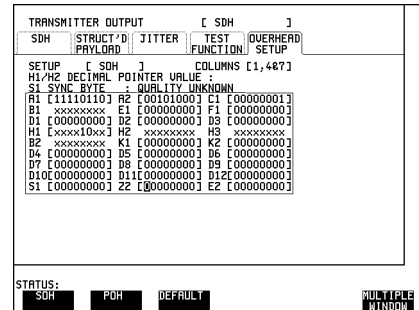 TRANSMITTER OUTPUT [ SDH ]
SDH STRUCT'D PAYLOAD JITTER TEST FUNCTION OVERHEAD SETUP
SETUP [ SOH ] COLUMNS [1,4&7]
H1/H2 DECIMAL POINTER VALUE :
S1 SYNC BYTE : QUALITY UNKNOWN
A1 [11110110] A2 [00101000] C1 [00000001]
B1 xxxxxxxx E1 [00000000] F1 [00000000]
D1 [00000000] D2 [00000000] D3 [00000000]
H1 [xxxx10xx] H2 xxxxxxxx H3 xxxxxxxx
B2 xxxxxxxx K1 [00000000] K2 [00000000]
D4 [00000000] D5 [00000000] D6 [00000000]
D7 [00000000] D8 [00000000] D9 [00000000]
D10[00000000] D11[00000000] D12[00000000]
S1 [00000000] Z2 [00000000] E2 [00000000]
STATUS:
SOH POH DEFAULT MULTIPLE WINDOW